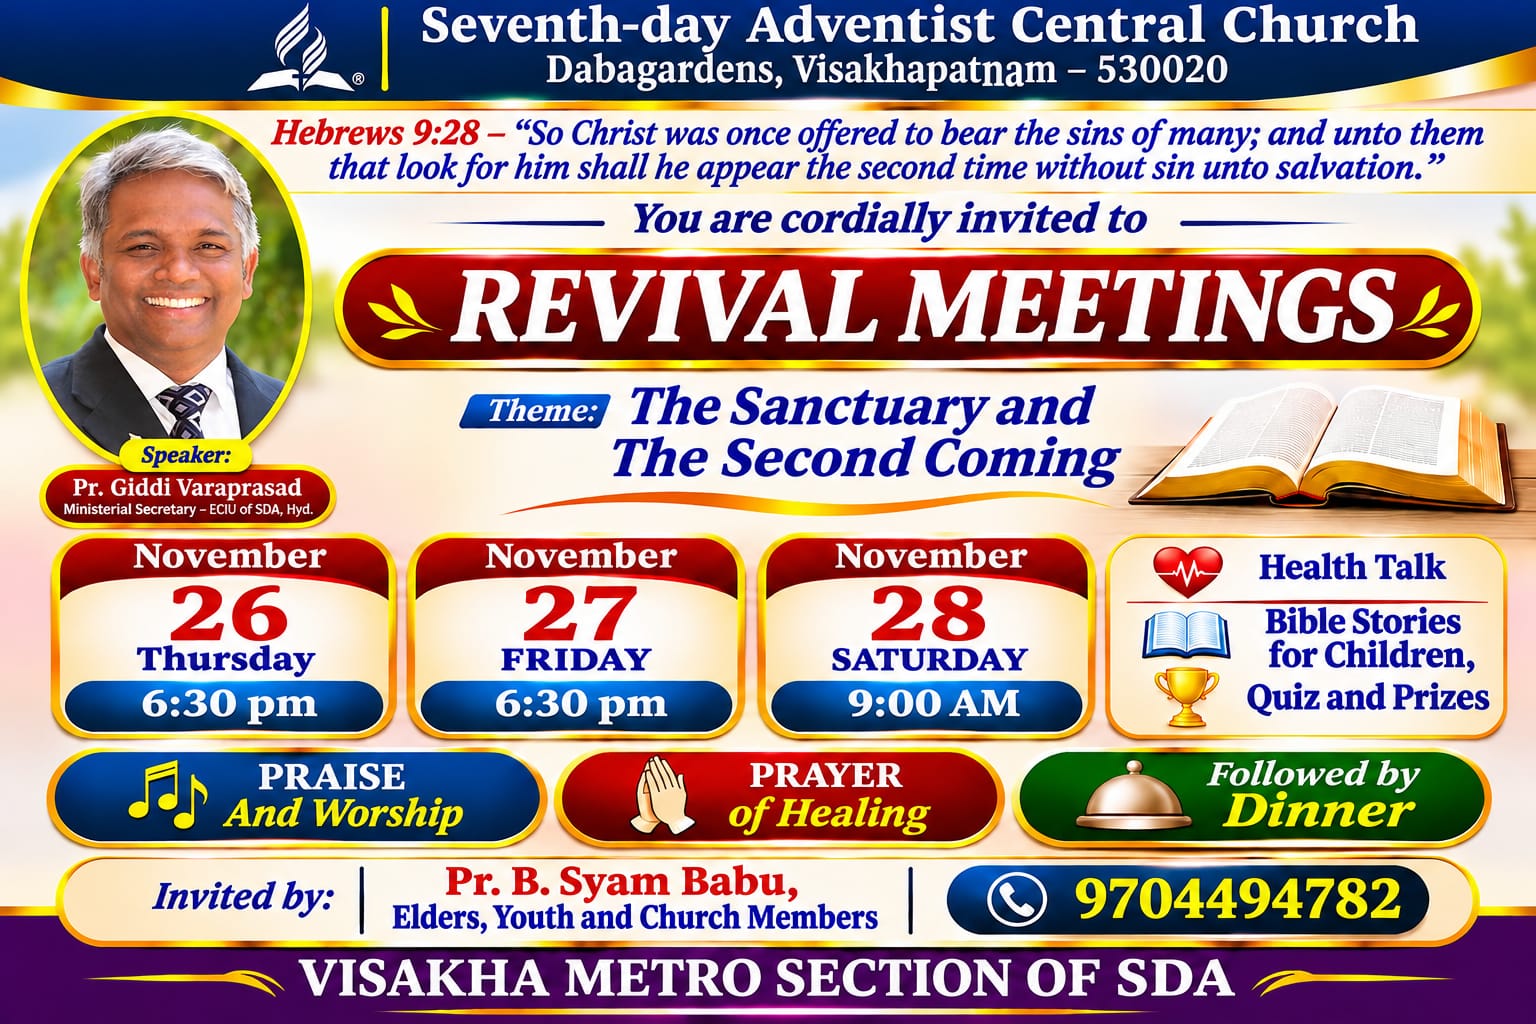 Seventh-day Adventist Central Church
Dabagardens, Visakhapatnam – 530020
®
Hebrews 9:28 – “So Christ was once offered to bear the sins of many; and unto them
that look for him shall he appear the second time without sin unto salvation.”
You are cordially invited to
REVIVAL MEETINGS
Theme: The Sanctuary and
The Second Coming
Speaker:
Pr. Giddi Varaprasad
Ministerial Secretary – ECIU of SDA, Hyd.
November
26
Thursday
6:30 pm
November
27
FRIDAY
6:30 pm
November
28
SATURDAY
9:00 AM
Health Talk
Bible Stories
for Children,
Quiz and Prizes
PRAISE
And Worship
PRAYER
of Healing
Followed by
Dinner
Invited by:
Pr. B. Syam Babu,
Elders, Youth and Church Members
9704494782
VISAKHA METRO SECTION OF SDA